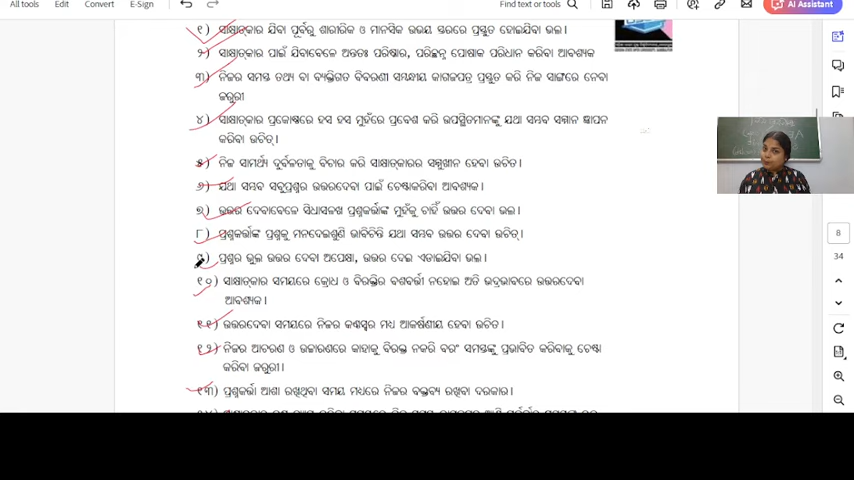 All tools Edit Convert E-Sign Find text or tools AI Assistant
୧) ସାକ୍ଷାତ୍‌କାର ଯିବା ପୂର୍ବରୁ ଶାରୀରିକ ଓ ମାନସିକ ଉଭୟ ସ୍ତରରେ ପ୍ରସ୍ତୁତ ହୋଇଯିବା ଭଲ।
୨) ସାକ୍ଷାତ୍‌କାର ପାଇଁ ଯିବାବେଳେ ଅନ୍ତତଃ ପରିଷ୍କାର, ପରିଚ୍ଛନ୍ନ ପୋଷାକ ପରିଧାନ କରିବା ଆବଶ୍ୟକ
୩) ନିଜର ସମସ୍ତ ତଥ୍ୟ ବା ବ୍ୟକ୍ତିଗତ ବିବରଣୀ ସମ୍ବନ୍ଧୀୟ କାଗଜପତ୍ର ପ୍ରସ୍ତୁତ କରି ନିଜ ସାଙ୍ଗରେ ନେବା
ଜରୁରୀ
୪) ସାକ୍ଷାତ୍‌କାର ପ୍ରକୋଷ୍ଠରେ ହସ ହସ ମୁହଁରେ ପ୍ରବେଶ କରି ଉପସ୍ଥିତମାନଙ୍କୁ ଯଥା ସମ୍ଭବ ସମ୍ମାନ ଜ୍ଞାପନ
କରିବା ଉଚିତ୍।
୫) ନିଜ ସାମର୍ଥ୍ୟ ଦୁର୍ବଳତାକୁ ବିଚାର କରି ସାକ୍ଷାତ୍‌କାରର ସମ୍ମୁଖୀନ ହେବା ଉଚିତ।
୬) ଯଥା ସମ୍ଭବ ସବୁପ୍ରଶ୍ନର ଉତ୍ତରଦେବା ପାଇଁ ଚେଷ୍ଟାକରିବା ଆବଶ୍ୟକ।
୭) ଉତ୍ତର ଦେବାବେଳେ ସିଧାସଳଖ ପ୍ରଶ୍ନକର୍ତ୍ତାଙ୍କ ମୁହଁକୁ ଚାହିଁ ଉତ୍ତର ଦେବା ଭଲ।
୮) ପ୍ରଶ୍ନକର୍ତ୍ତାଙ୍କ ପ୍ରଶ୍ନକୁ ମନଦେଇଶୁଣି ଭାବିଚିନ୍ତି ଯଥା ସମ୍ଭବ ଉତ୍ତର ଦେବା ଉଚିତ୍।
୯) ପ୍ରଶ୍ନର ଭୁଲ ଉତ୍ତର ଦେବା ଅପେକ୍ଷା, ଉତ୍ତର ଦେଇ ଏଡାଇଯିବା ଭଲ।
୧୦) ସାକ୍ଷାତ୍‌କାର ସମୟରେ କ୍ରୋଧ ଓ ବିରକ୍ତିର ବଶବର୍ତ୍ତୀ ନହୋଇ ଅତି ଭଦ୍ରଭାବରେ ଉତ୍ତରଦେବା
ଆବଶ୍ୟକ।
୧୧) ଉତ୍ତରଦେବା ସମୟରେ ନିଜର କଣ୍ଠସ୍ୱର ମଧ୍ୟ ଆକର୍ଷଣୀୟ ହେବା ଉଚିତ।
୧୨) ନିଜର ଆଚରଣ ଓ ଉଚ୍ଚାରଣରେ କାହାକୁ ବିରକ୍ତ ନକରି ବରଂ ସମସ୍ତଙ୍କୁ ପ୍ରଭାବିତ କରିବାକୁ ଚେଷ୍ଟା
କରିବା ଜରୁରୀ।
୧୩) ପ୍ରଶ୍ନକର୍ତ୍ତା ଆଶା ରଖିଥିବା ସମୟ ମଧ୍ୟରେ ନିଜର ବକ୍ତବ୍ୟ ରଖିବା ଦରକାର।
8
34